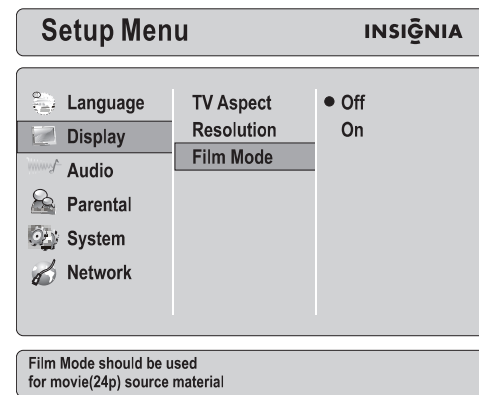 Setup Menu
INSIGNIA
Language
Display
Audio
Parental
System
Network
TV Aspect
Resolution
Film Mode
Off
On
Film Mode should be used
for movie(24p) source material